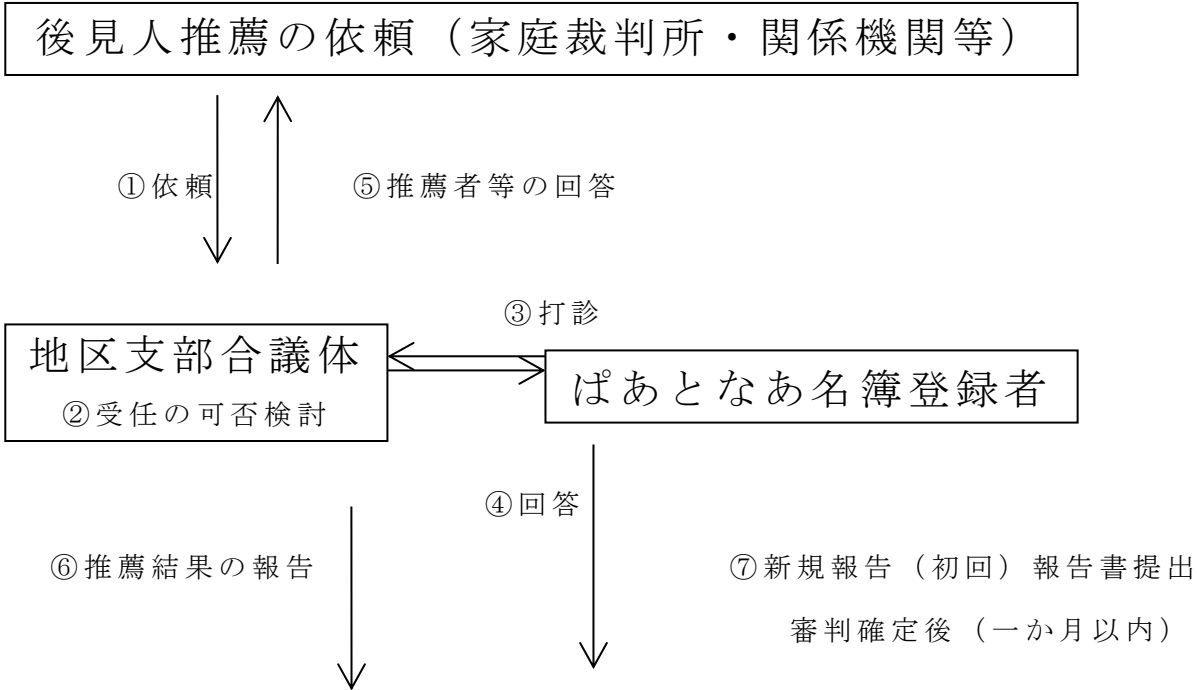 後見人推薦の依頼（家庭裁判所・関係機関等）
①依頼
⑤推薦者等の回答
③打診
地区支部合議体
②受任の可否検討
ぱあとなあ名簿登録者
④回答
⑥推薦結果の報告
⑦新規報告（初回）報告書提出
審判確定後（一か月以内）